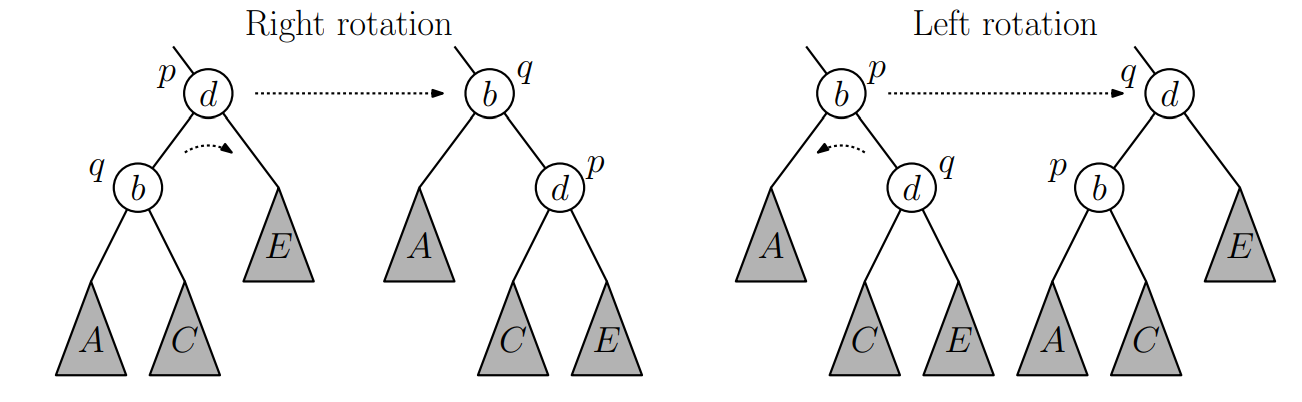 Right rotation
Left rotation
p d
b q
b p
q d
q b
d p
d q
p b
E
A
A
E
A C
C E
C E
A C